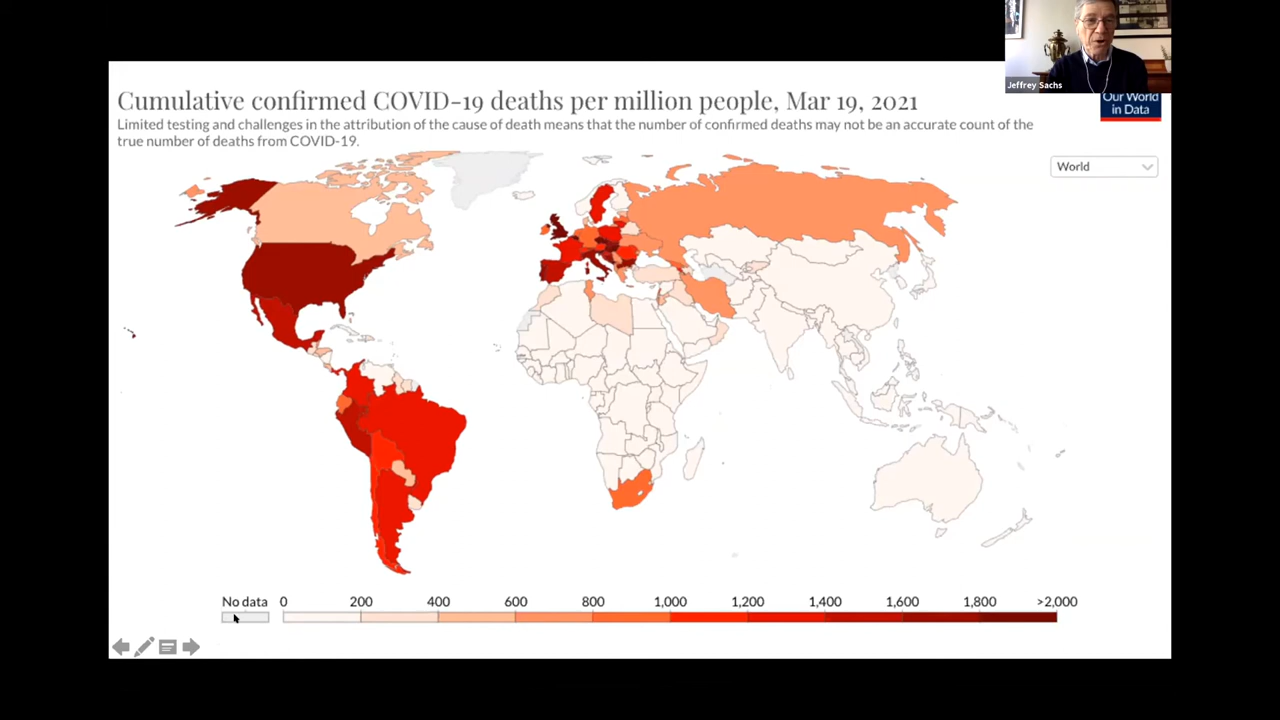 Jeffrey Sachs
Cumulative confirmed COVID-19 deaths per million people, Mar 19, 2021
Our World
in Data
Limited testing and challenges in the attribution of the cause of death means that the number of confirmed deaths may not be an accurate count of the
true number of deaths from COVID-19.
World
No data 0 200 400 600 800 1,000 1,200 1,400 1,600 1,800 >2,000